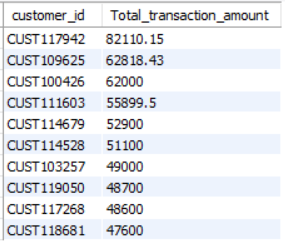 customer_id Total_transaction_amount
CUST117942 82110.15
CUST109625 62818.43
CUST100426 62000
CUST111603 55899.5
CUST114679 52900
CUST114528 51100
CUST103257 49000
CUST119050 48700
CUST117268 48600
CUST118681 47600